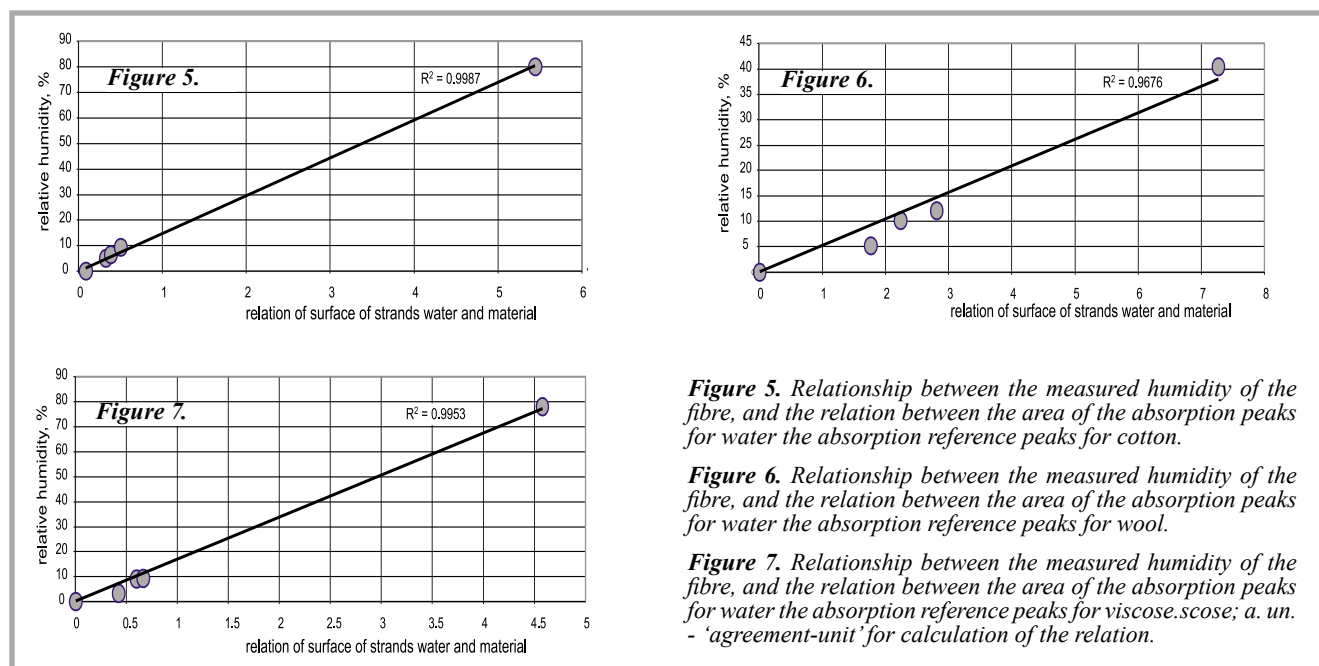 90
80
70
60
50
40
30
20
10
0
relative humidity, %
Figure 5.
R² = 0.9987
0 1 2 3 4 5 6
relation of surface of strands water and material
45
40
35
30
25
20
15
10
5
0
relative humidity, %
Figure 6.
R² = 0.9676
0 1 2 3 4 5 6 7 8
relation of surface of strands water and material
90
80
70
60
50
40
30
20
10
0
relative humidity, %
Figure 7.
R² = 0.9953
0 0.5 1 1.5 2 2.5 3 3.5 4 4.5 5
relation of surface of strands water and material
Figure 5. Relationship between the measured humidity of the
fibre, and the relation between the area of the absorption peaks
for water the absorption reference peaks for cotton.
Figure 6. Relationship between the measured humidity of the
fibre, and the relation between the area of the absorption peaks
for water the absorption reference peaks for wool.
Figure 7. Relationship between the measured humidity of the
fibre, and the relation between the area of the absorption peaks
for water the absorption reference peaks for viscose.scose; a. un.
- ‘agreement-unit’ for calculation of the relation.